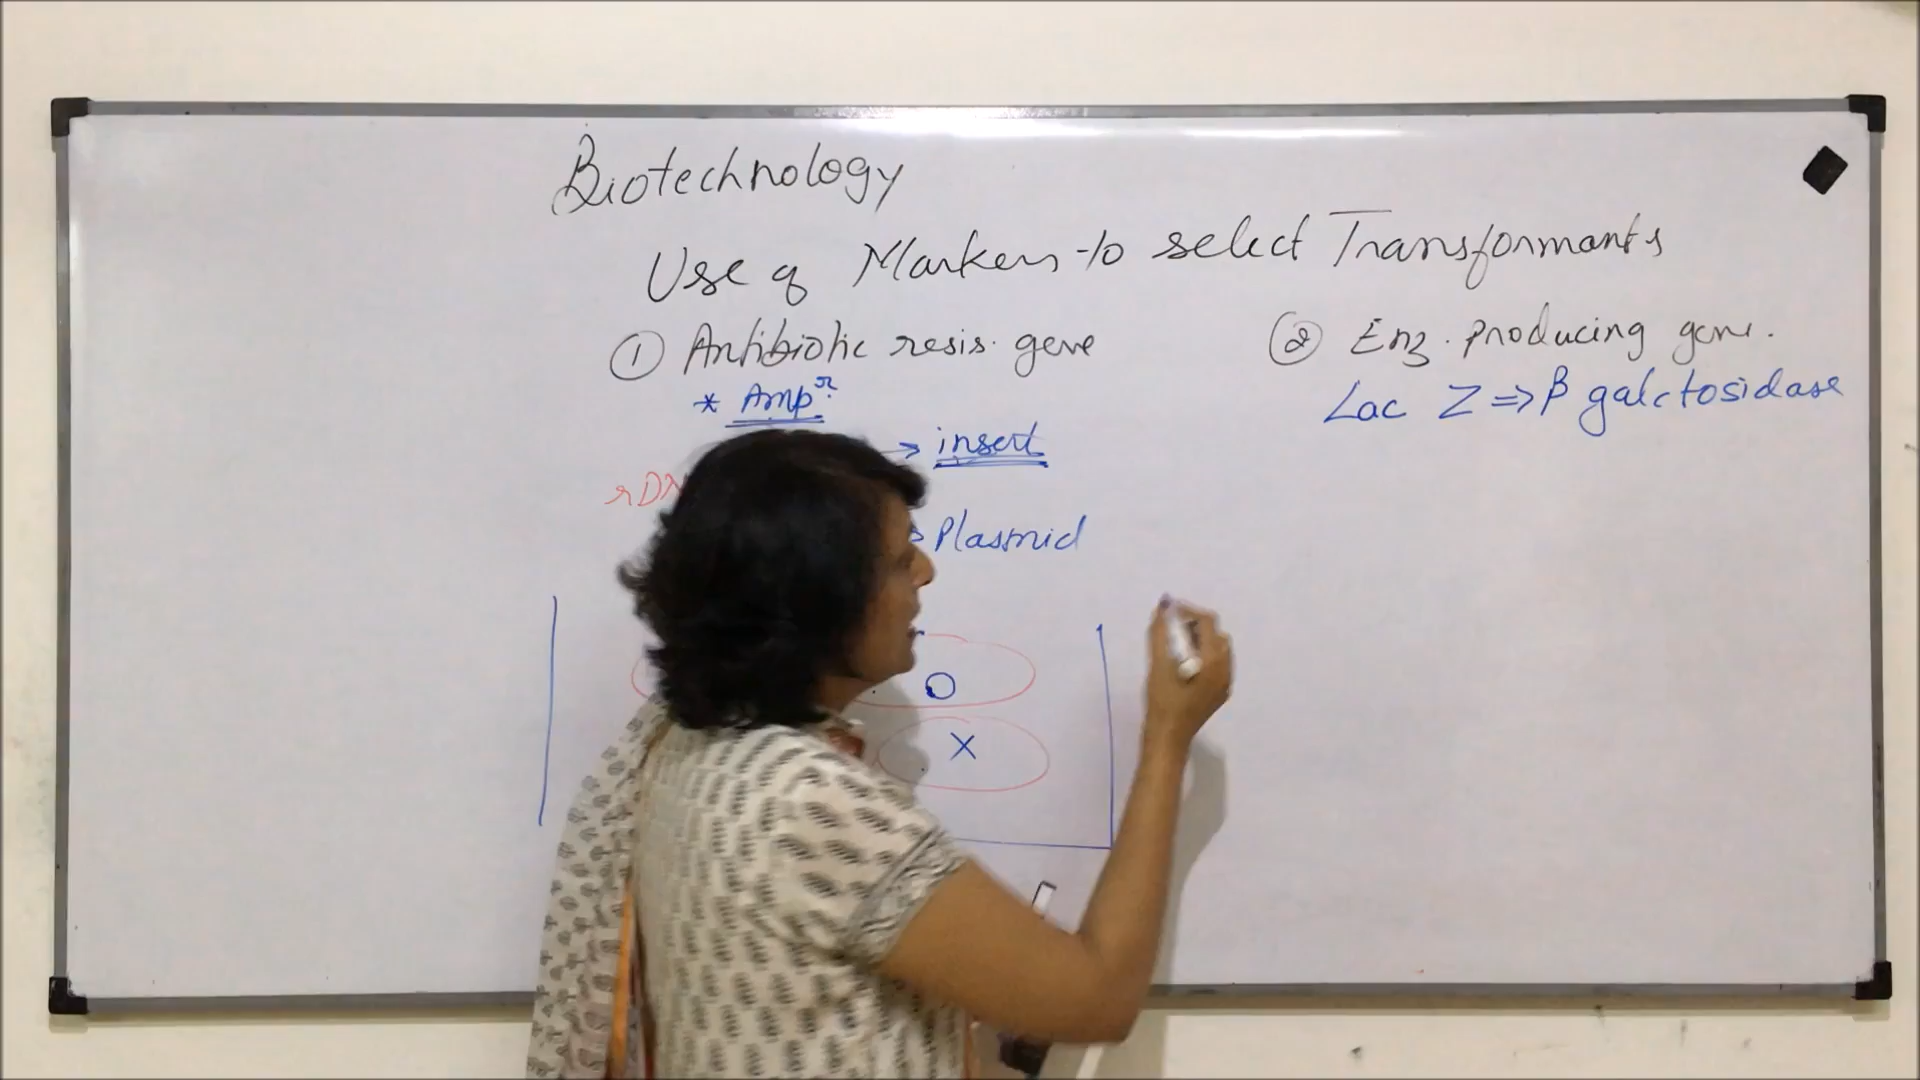 Biotechnology
Use of Markers to select Transformants
① Antibiotic resis. gene
* Amp r
→ insert
Plasmid
O
X
② Enz. producing gene.
Lac Z ⇒ β galctosidase